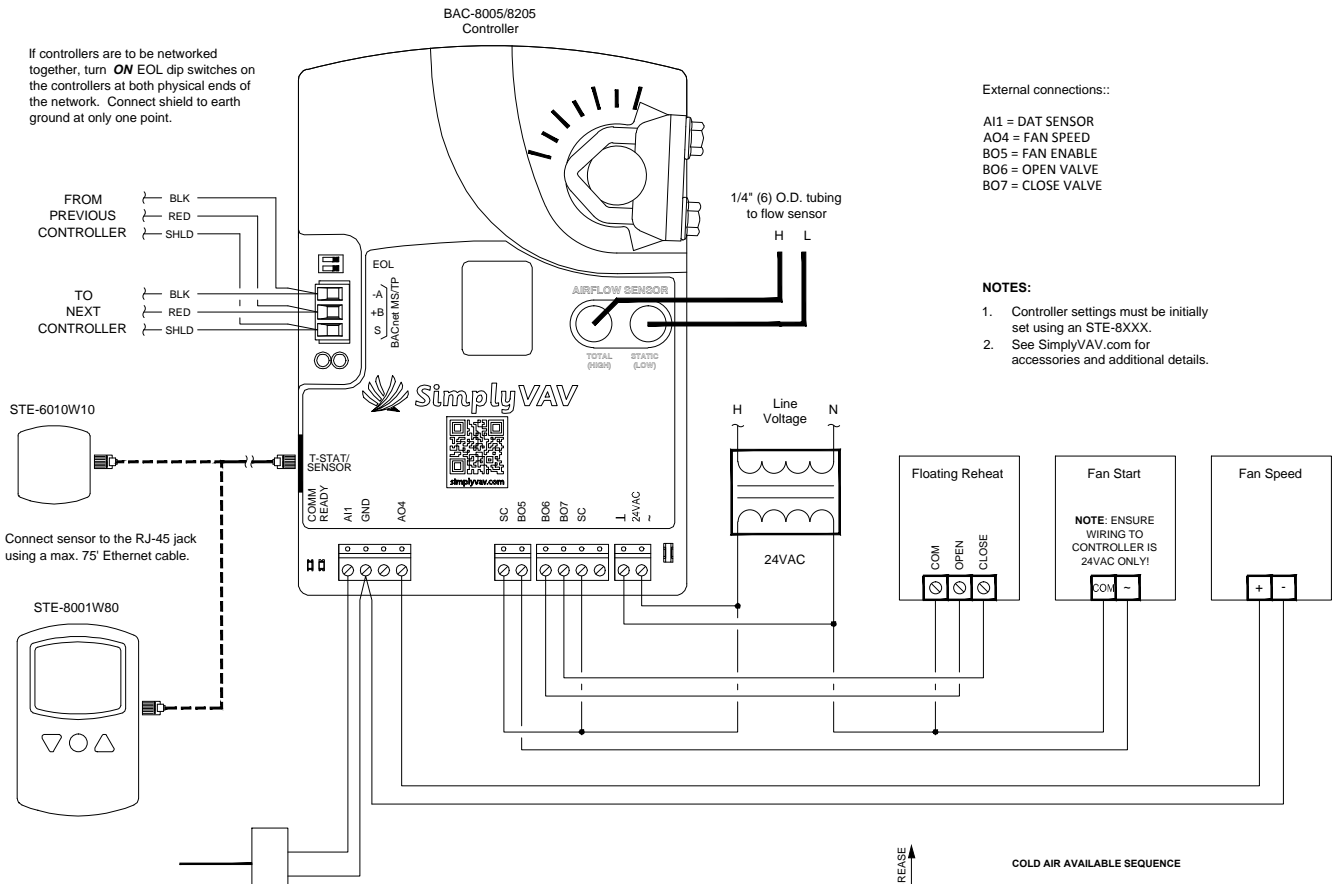 BAC-8005/8205
Controller
If controllers are to be networked
together, turn ON EOL dip switches on
the controllers at both physical ends of
the network. Connect shield to earth
ground at only one point.
External connections::
AI1 = DAT SENSOR
AO4 = FAN SPEED
BO5 = FAN ENABLE
BO6 = OPEN VALVE
BO7 = CLOSE VALVE
NOTES:
1. Controller settings must be initially
set using an STE-8XXX.
2. See SimplyVAV.com for
accessories and additional details.
FROM
PREVIOUS
CONTROLLER
BLK
RED
SHLD
TO
NEXT
CONTROLLER
BLK
RED
SHLD
EOL
-A
+B
S
BACnet MS/TP
1/4" (6) O.D. tubing
to flow sensor
H L
AIRFLOW SENSOR
TOTAL
(HIGH)
STATIC
(LOW)
SimplyVAV
simplyvav.com
STE-6010W10
T-STAT/
SENSOR
Connect sensor to the RJ-45 jack
using a max. 75' Ethernet cable.
STE-8001W80
COMM
READY
AI1
GND
AO4
SC
BO5
BO6
BO7
SC
⊥
24VAC
~
H
Line
Voltage
N
24VAC
Floating Reheat
COM
OPEN
CLOSE
Fan Start
NOTE: ENSURE
WIRING TO
CONTROLLER IS
24VAC ONLY!
COM ~
Fan Speed
+ -
REASE
COLD AIR AVAILABLE SEQUENCE